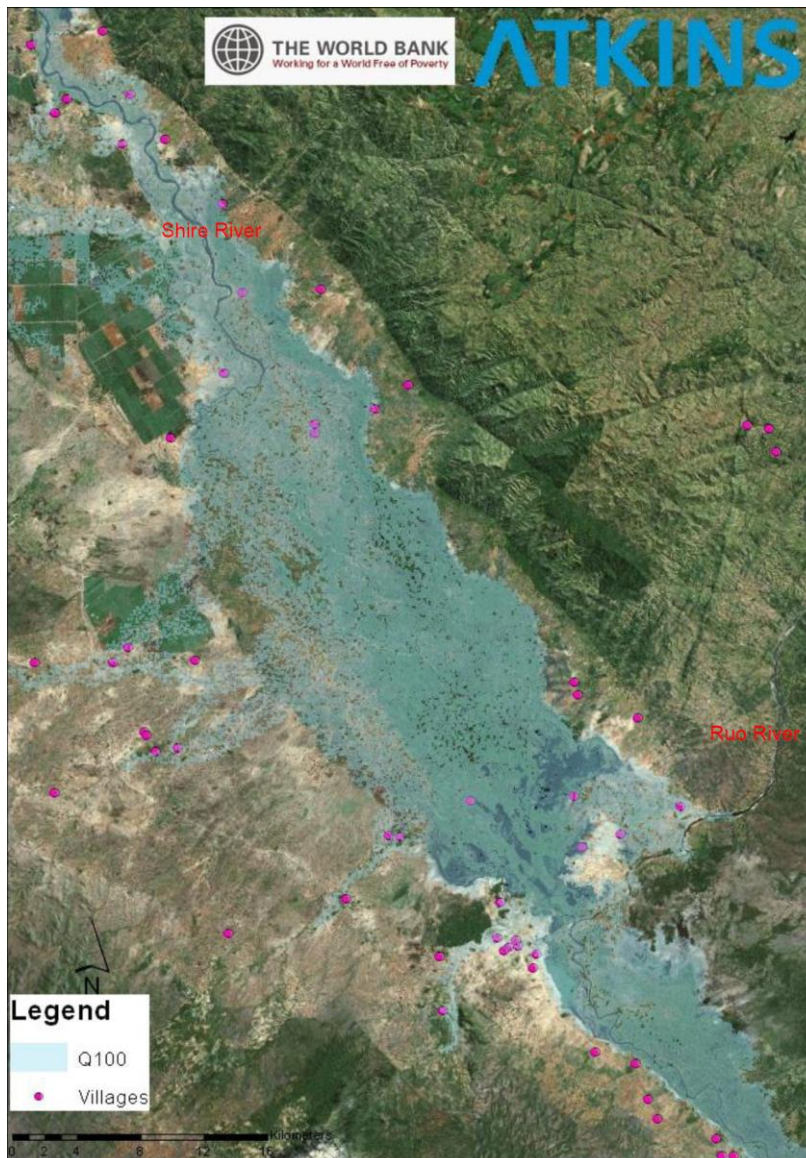 THE WORLD BANK
Working for a World Free of Poverty
ATKINS
Shire River
Ruo River
N
Legend
Q100
Villages
Kilometers
0 2 4 8 12 16